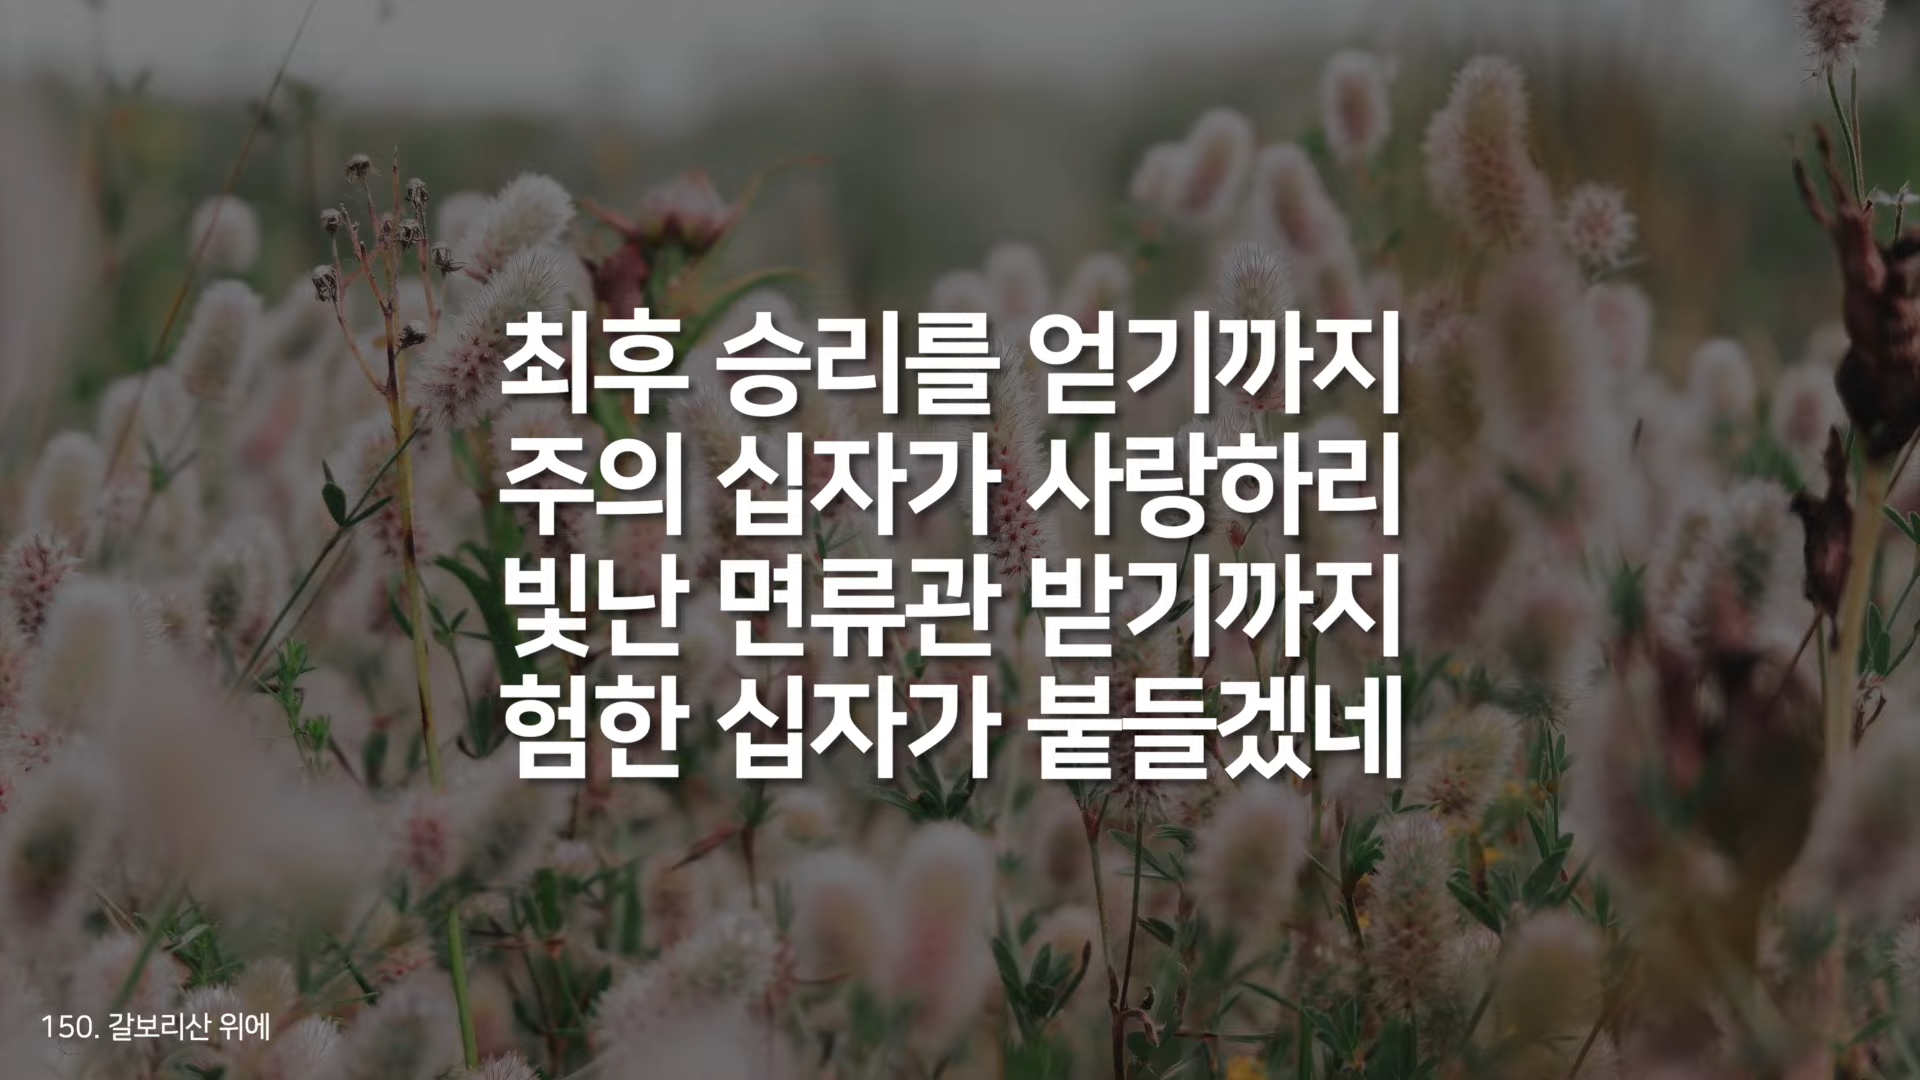 최후 승리를 얻기까지
주의 십자가 사랑하리
빛난 면류관 받기까지
험한 십자가 붙들겠네
150. 갈보리산 위에